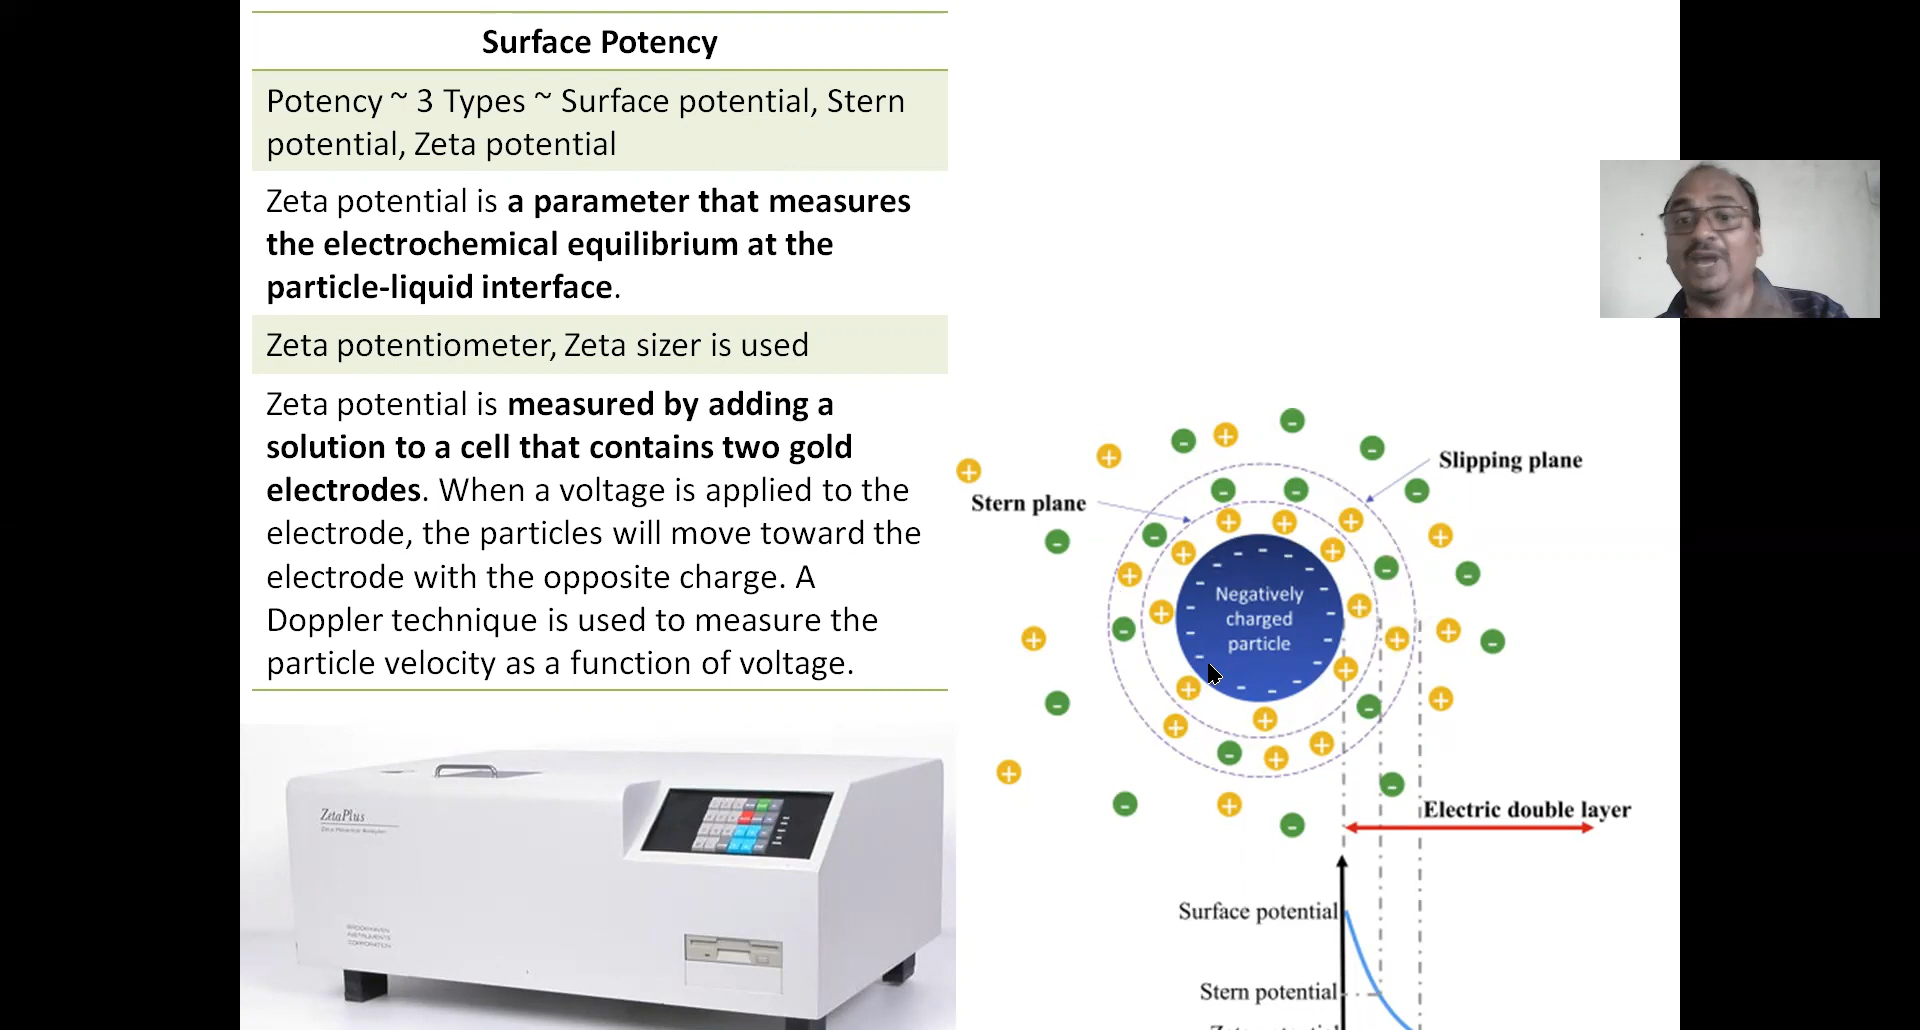 Surface Potency
Potency ~ 3 Types ~ Surface potential, Stern
potential, Zeta potential
Zeta potential is a parameter that measures
the electrochemical equilibrium at the
particle-liquid interface.
Zeta potentiometer, Zeta sizer is used
Zeta potential is measured by adding a
solution to a cell that contains two gold
electrodes. When a voltage is applied to the
electrode, the particles will move toward the
electrode with the opposite charge. A
Doppler technique is used to measure the
particle velocity as a function of voltage.
ZetaPlus
Zeta Potential Analyzer
BROOKHAVEN
INSTRUMENTS
CORPORATION
Slipping plane
Stern plane
Negatively
charged
particle
Electric double layer
Surface potential
Stern potential